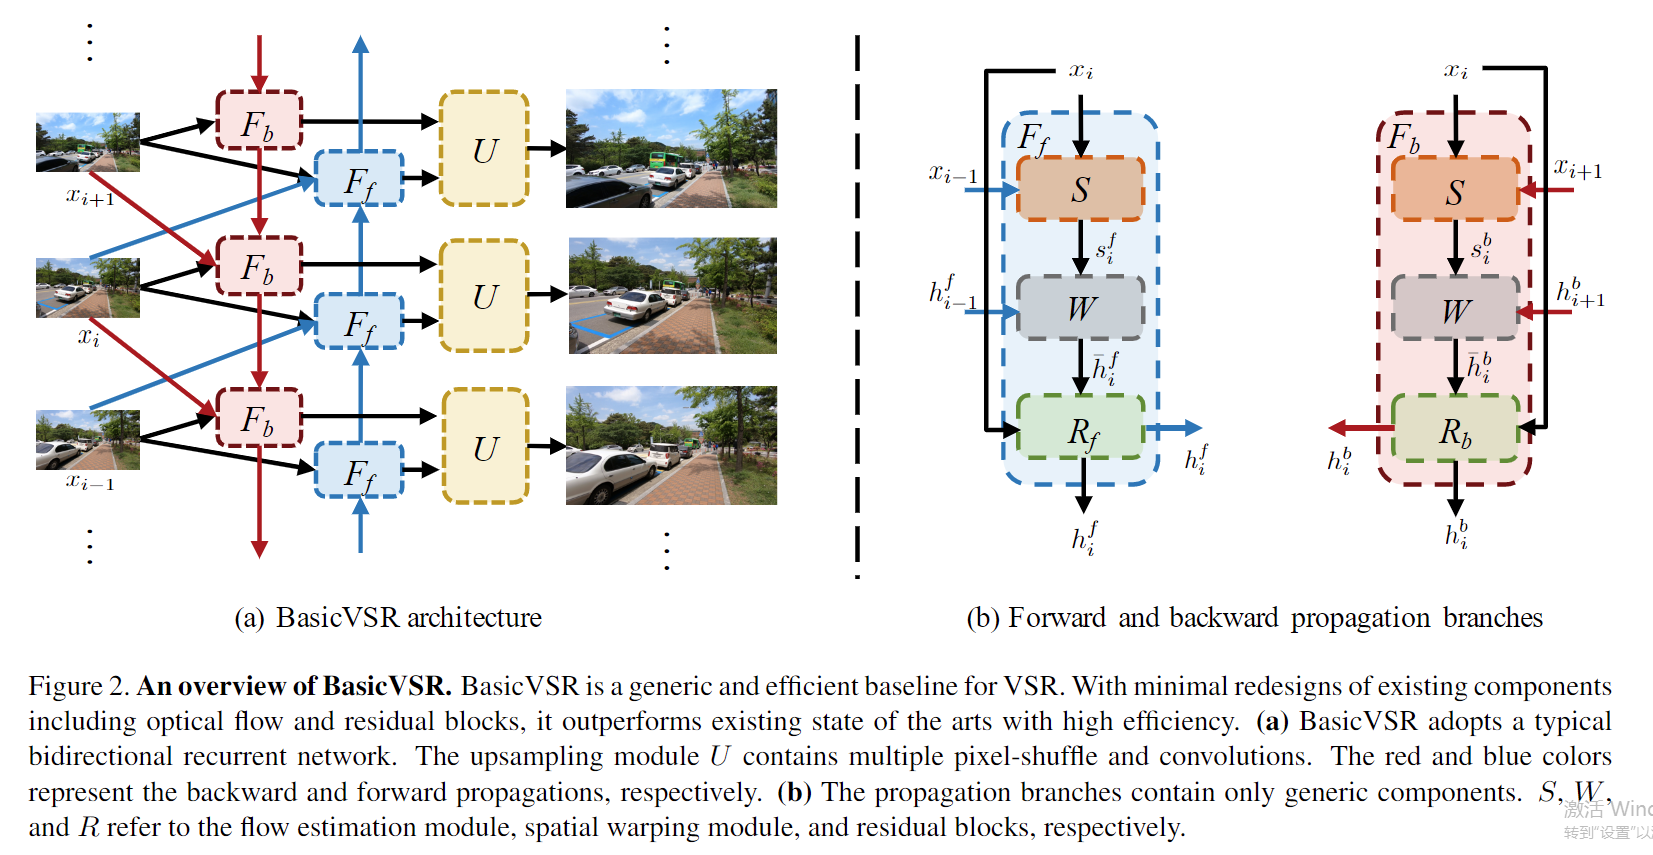 ⋮
⋮
F_b
U
F_f
x_{i+1}
F_b
U
F_f
x_i
F_b
U
F_f
x_{i-1}
⋮
⋮
(a) BasicVSR architecture
x_i
F_f
x_{i-1}
S
s_i^f
h_{i-1}^f
W
\bar{h}_i^f
R_f
h_i^f
h_i^f
x_i
F_b
x_{i+1}
S
s_i^b
h_{i+1}^b
W
\bar{h}_i^b
R_b
h_i^b
h_i^b
(b) Forward and backward propagation branches
Figure 2. An overview of BasicVSR. BasicVSR is a generic and efficient baseline for VSR. With minimal redesigns of existing components
including optical flow and residual blocks, it outperforms existing state of the arts with high efficiency. (a) BasicVSR adopts a typical
bidirectional recurrent network. The upsampling module U contains multiple pixel-shuffle and convolutions. The red and blue colors
represent the backward and forward propagations, respectively. (b) The propagation branches contain only generic components. S, W,
and R refer to the flow estimation module, spatial warping module, and residual blocks, respectively.
激活 Wind
转到"设置"以